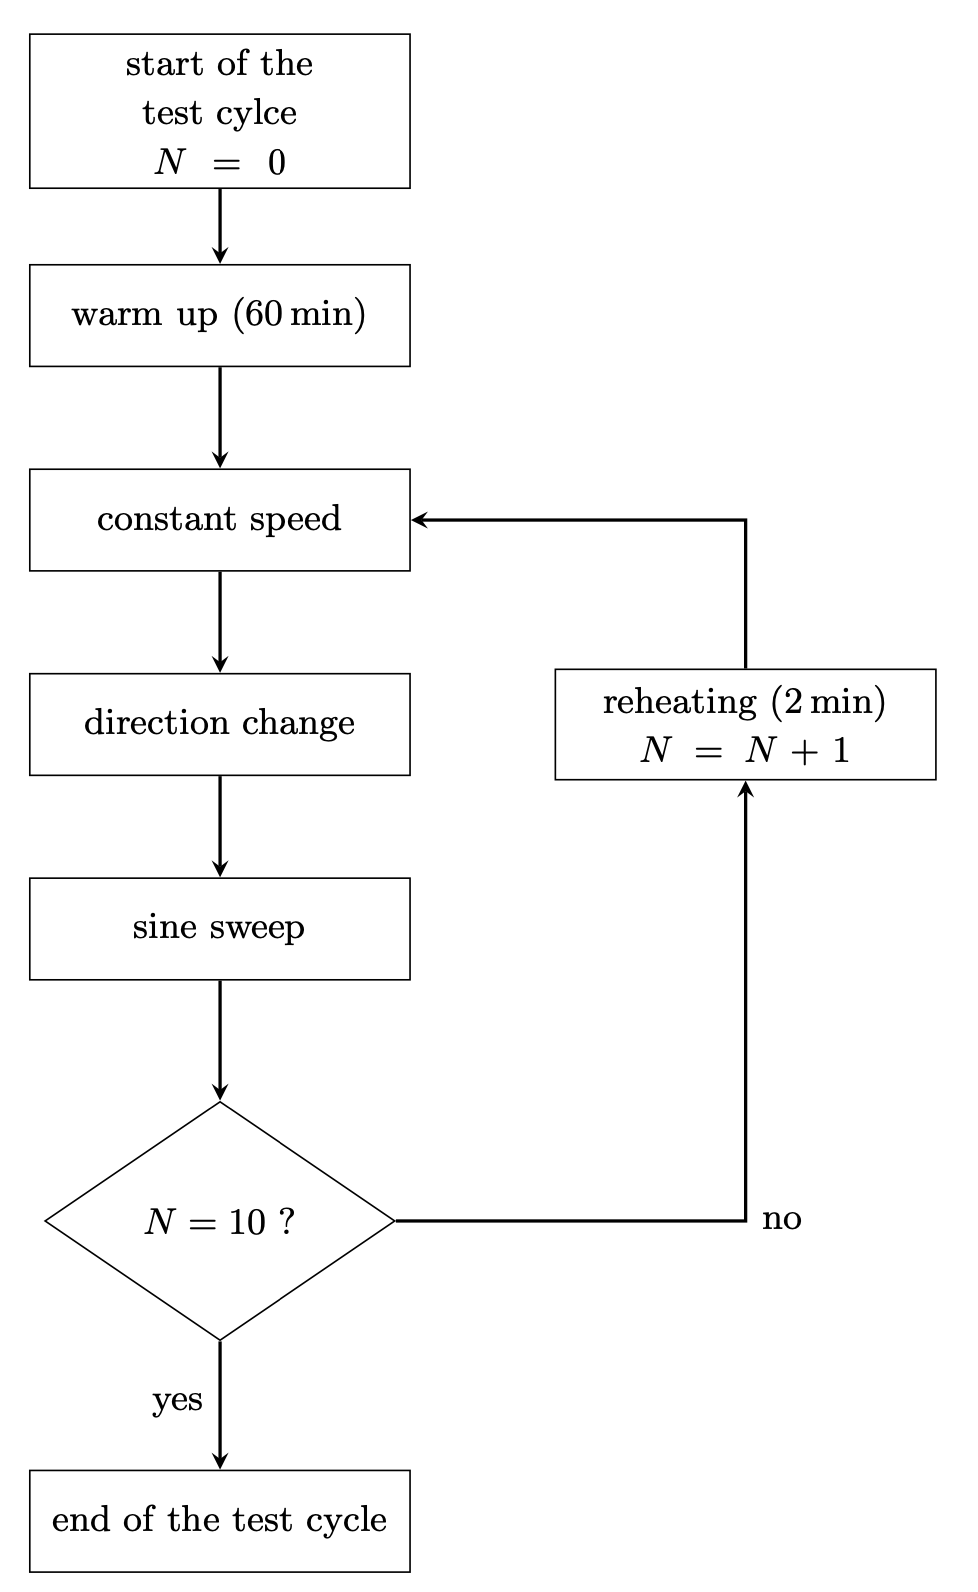 start of the
test cylce
N = 0
warm up (60 min)
constant speed
direction change
reheating (2 min)
N = N + 1
sine sweep
N = 10 ?
no
yes
end of the test cycle